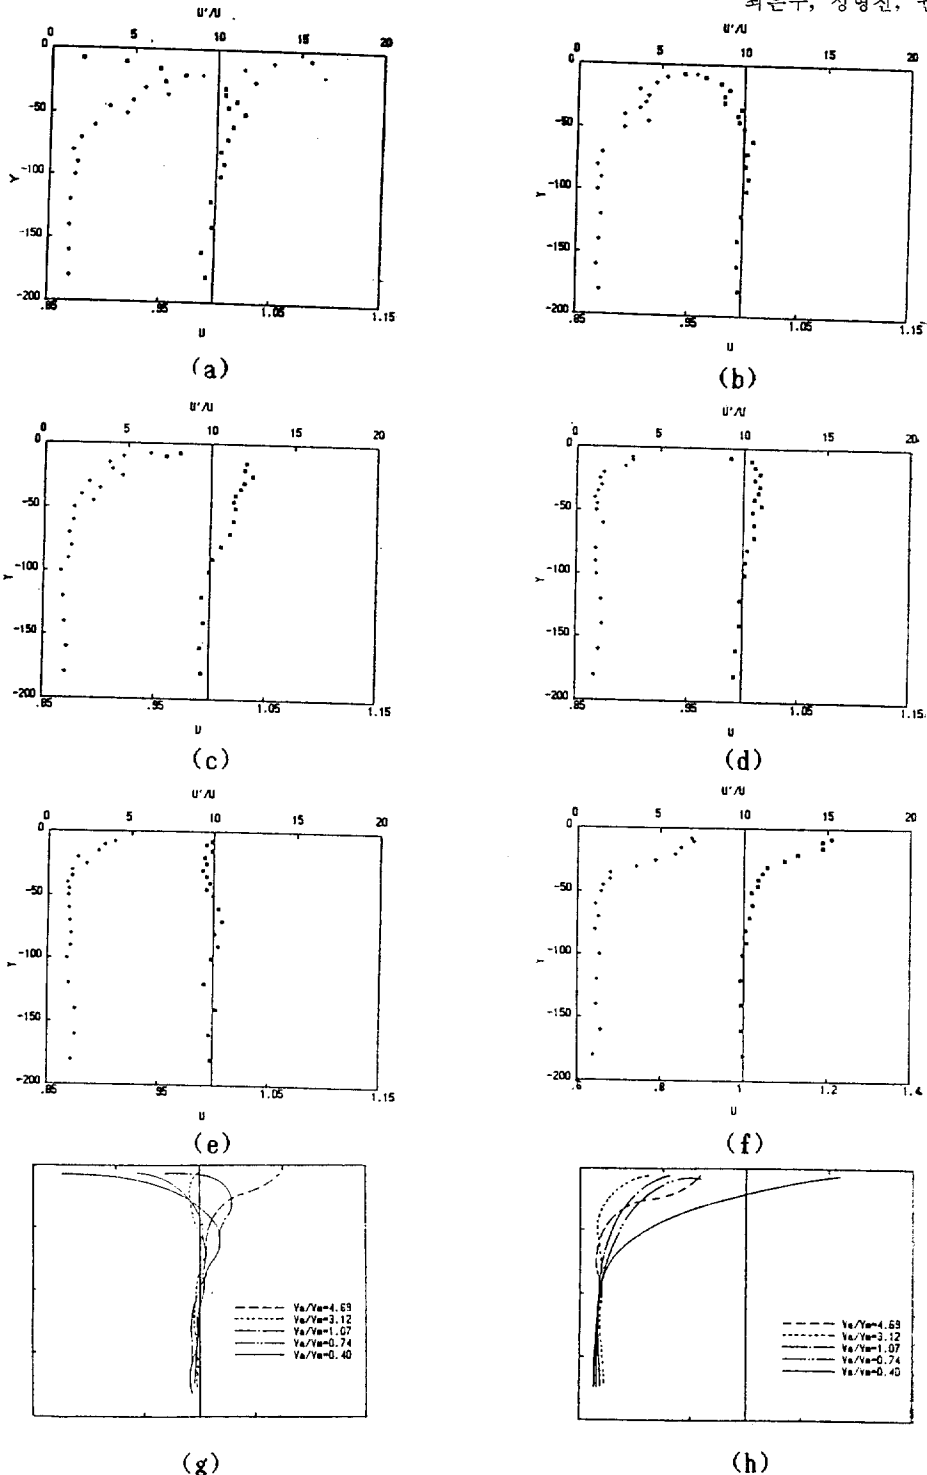 최은수,
U'/U
0 5 10 15 20
0
-50
-100
-150
-200
Y
.85 .95 1.05 1.15
U
(a)
U'/U
0 5 10 15 20
0
-50
-100
-150
-200
Y
.85 .95 1.05 1.15
U
(b)
U'/U
0 5 10 15 20
0
-50
-100
-150
-200
Y
.85 .95 1.05 1.15
U
(c)
U'/U
0 5 10 15 20
0
-50
-100
-150
-200
Y
.85 .95 1.05 1.15
U
(d)
U'/U
0 5 10 15 20
0
-50
-100
-150
-200
Y
.85 .95 1.05 1.15
U
(e)
U'/U
0 5 10 15 20
0
-50
-100
-150
-200
Y
.6 .8 1 1.2 1.4
U
(f)
Va/Vm=4.69
Va/Vm=3.12
Va/Vm=1.07
Va/Vm=0.74
Va/Vm=0.40
(g)
Va/Vm=4.69
Va/Vm=3.12
Va/Vm=1.07
Va/Vm=0.74
Va/Vm=0.40
(h)